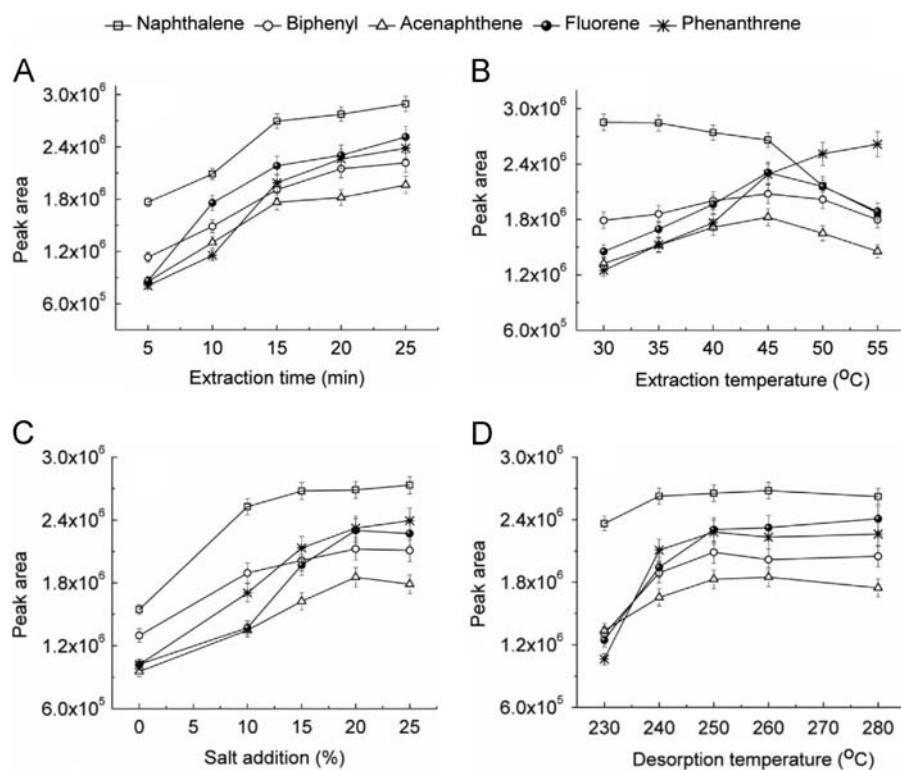 Naphthalene Biphenyl Acenaphthene Fluorene Phenanthrene
A
3.0x10⁶
2.4x10⁶
1.8x10⁶
1.2x10⁶
6.0x10⁵
Peak area
5 10 15 20 25
Extraction time (min)
B
3.0x10⁶
2.4x10⁶
1.8x10⁶
1.2x10⁶
6.0x10⁵
Peak area
30 35 40 45 50 55
Extraction temperature (⁰C)
C
3.0x10⁶
2.4x10⁶
1.8x10⁶
1.2x10⁶
6.0x10⁵
Peak area
0 5 10 15 20 25
Salt addition (%)
D
3.0x10⁶
2.4x10⁶
1.8x10⁶
1.2x10⁶
6.0x10⁵
Peak area
230 240 250 260 270 280
Desorption temperature (⁰C)